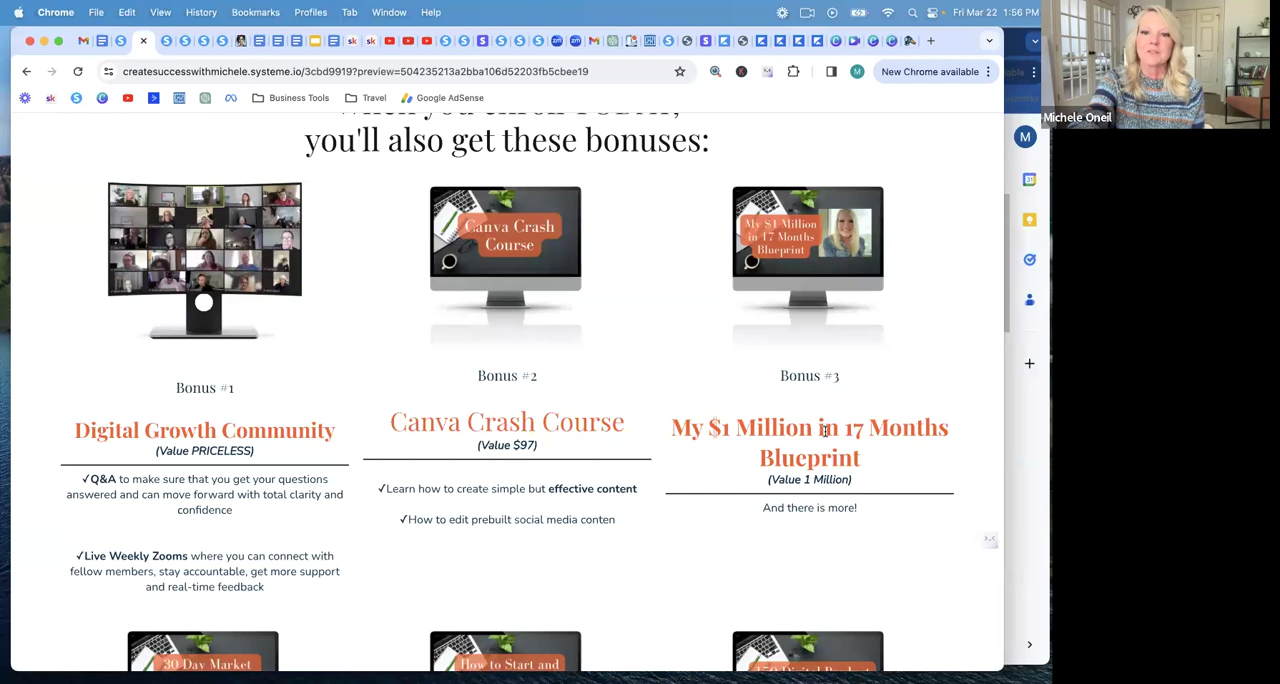 Chrome File Edit View History Bookmarks Profiles Tab Window Help Fri Mar 22 1:56 PM
createsuccesswithmichele.systeme.io/3cbd9919?preview=504235213a2bba106d52203fb5cbee19
New Chrome available
Business Tools Travel Google AdSense
Michele Oneil
M
When you enroll TODAY,
you'll also get these bonuses:
Canva Crash
Course
My $1 Million
in 17 Months
Blueprint
Bonus #1
Bonus #2
Bonus #3
Digital Growth Community
(Value PRICELESS)
✓Q&A to make sure that you get your questions
answered and can move forward with total clarity and
confidence
✓Live Weekly Zooms where you can connect with
fellow members, stay accountable, get more support
and real-time feedback
Canva Crash Course
(Value $97)
✓Learn how to create simple but effective content
✓How to edit prebuilt social media conten
My $1 Million in 17 Months
Blueprint
(Value 1 Million)
And there is more!
30 Day Market
How to Start and